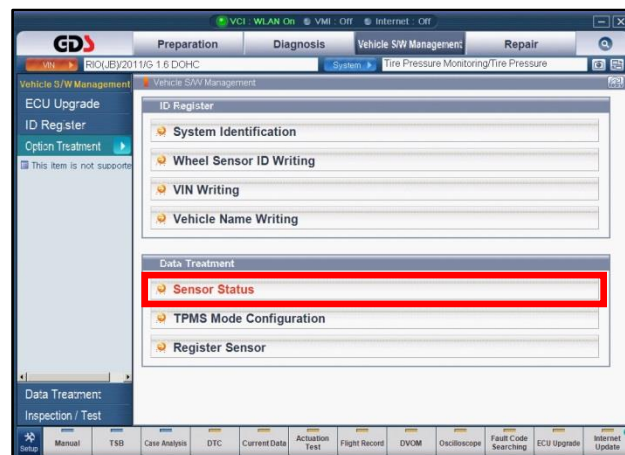 VCI : WLAN On VMI : Off Internet : Off
GDS Preparation Diagnosis Vehicle S/W Management Repair
VIN RIO(JB)/2011/G 1.6 DOHC System Tire Pressure Monitoring/Tire Pressure
Vehicle S/W Management
Vehicle S/W Management
ECU Upgrade
ID Register
Option Treatment
This item is not supporte
ID Register
System Identification
Wheel Sensor ID Writing
VIN Writing
Vehicle Name Writing
Data Treatment
Sensor Status
TPMS Mode Configuration
Register Sensor
Data Treatment
Inspection / Test
Setup Manual TSB Case Analysis DTC Current Data Actuation Test Flight Record DVOM Oscilloscope Fault Code Searching ECU Upgrade Internet Update